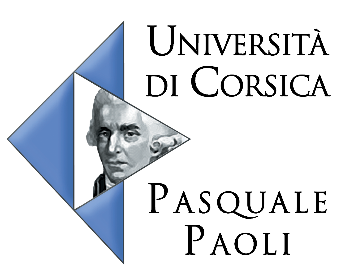 UNIVERSITÀ
DI CORSICA
PASQUALE
PAOLI